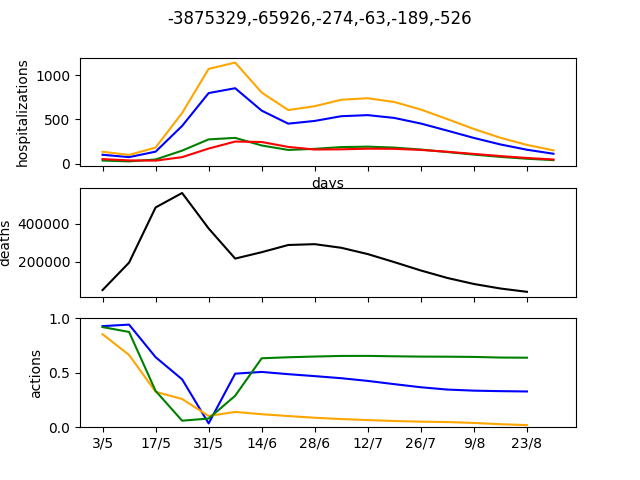 -3875329,-65926,-274,-63,-189,-526
hospitalizations
1000
500
0
days
deaths
400000
200000
actions
1.0
0.5
0.0
3/5 17/5 31/5 14/6 28/6 12/7 26/7 9/8 23/8